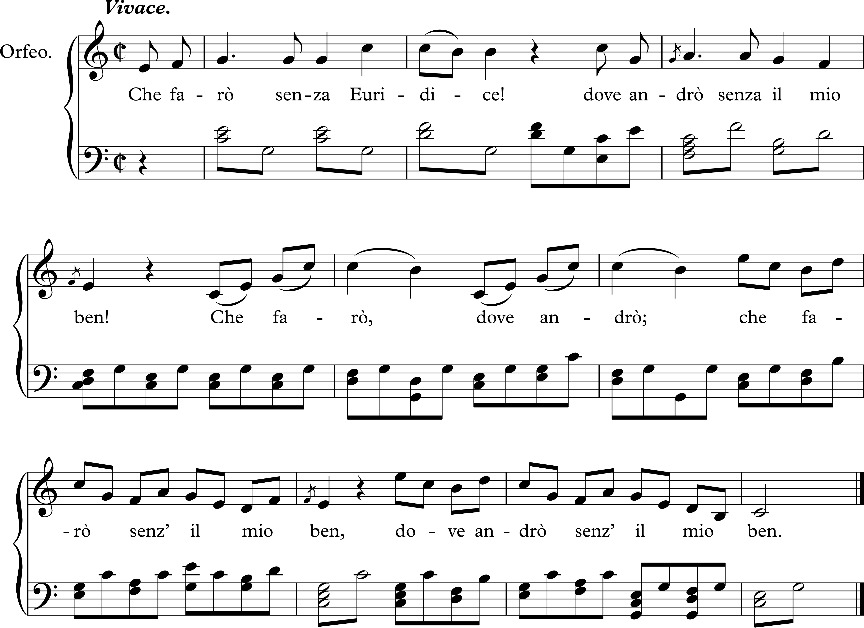 Vivace.
Orfeo.
Che fa - rò sen - za Euri - di - ce! dove an - drò senza il mio
ben! Che fa - rò, dove an - drò; che fa -
- rò senz' il mio ben, do - ve an - drò senz' il mio ben.